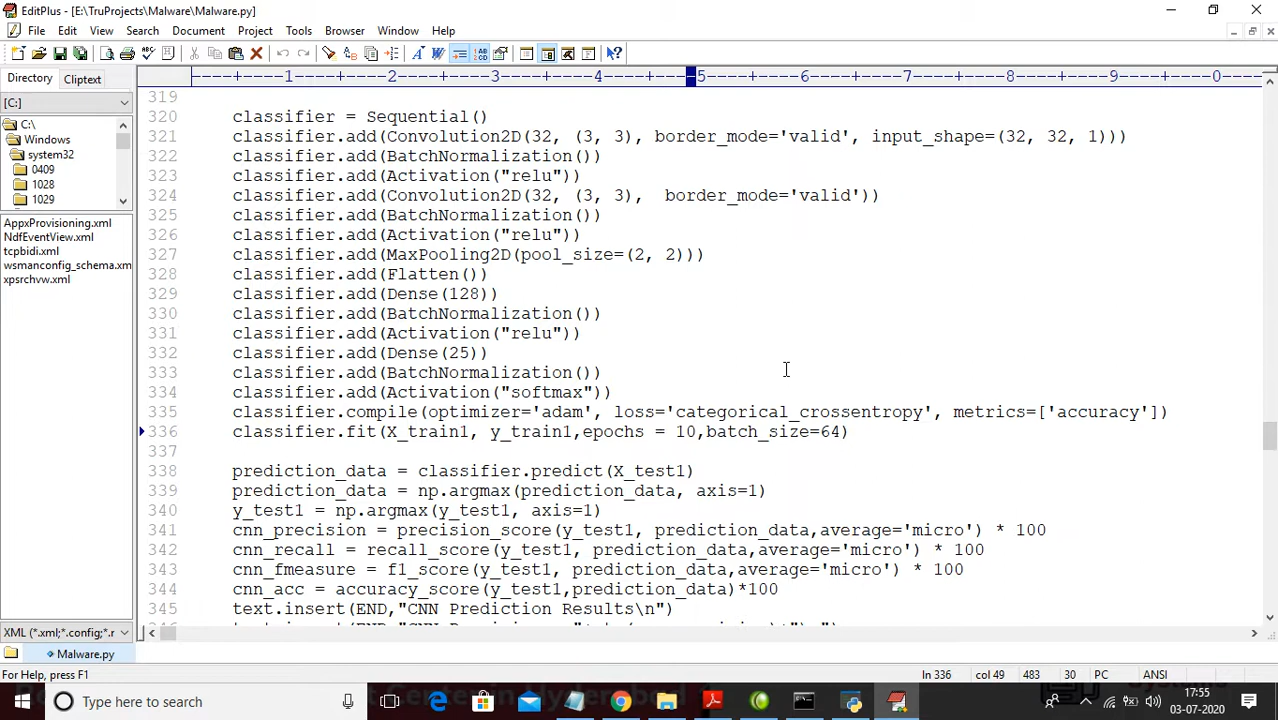 EditPlus - [E:\TruProjects\Malware\Malware.py]
File Edit View Search Document Project Tools Browser Window Help
Directory Cliptext
----+----1----+----2----+----3----+----4----+----5----+----6----+----7----+----8----+----9----+----0----+--
[C:]
C:\
Windows
system32
0409
1028
1029
AppxProvisioning.xml
NdfEventView.xml
tcpbidi.xml
wsmanconfig_schema.xm
xpsrchvw.xml
319
320 classifier = Sequential()
321 classifier.add(Convolution2D(32, (3, 3), border_mode='valid', input_shape=(32, 32, 1)))
322 classifier.add(BatchNormalization())
323 classifier.add(Activation("relu"))
324 classifier.add(Convolution2D(32, (3, 3),  border_mode='valid'))
325 classifier.add(BatchNormalization())
326 classifier.add(Activation("relu"))
327 classifier.add(MaxPooling2D(pool_size=(2, 2)))
328 classifier.add(Flatten())
329 classifier.add(Dense(128))
330 classifier.add(BatchNormalization())
331 classifier.add(Activation("relu"))
332 classifier.add(Dense(25))
333 classifier.add(BatchNormalization())
334 classifier.add(Activation("softmax"))
335 classifier.compile(optimizer='adam', loss='categorical_crossentropy', metrics=['accuracy'])
336 classifier.fit(X_train1, y_train1,epochs = 10,batch_size=64)
337
338 prediction_data = classifier.predict(X_test1)
339 prediction_data = np.argmax(prediction_data, axis=1)
340 y_test1 = np.argmax(y_test1, axis=1)
341 cnn_precision = precision_score(y_test1, prediction_data,average='micro') * 100
342 cnn_recall = recall_score(y_test1, prediction_data,average='micro') * 100
343 cnn_fmeasure = f1_score(y_test1, prediction_data,average='micro') * 100
344 cnn_acc = accuracy_score(y_test1,prediction_data)*100
345 text.insert(END,"CNN Prediction Results\n")
XML (*.xml;*.config;*.r
Malware.py
For Help, press F1 ln 336 col 49 483 30 PC ANSI
Type here to search
17:55
03-07-2020